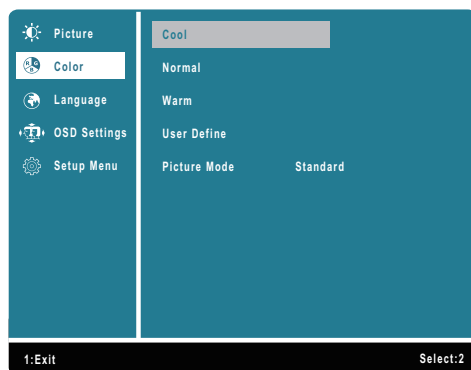 Picture
Color
Language
OSD Settings
Setup Menu
Cool
Normal
Warm
User Define
Picture Mode Standard
1:Exit Select:2